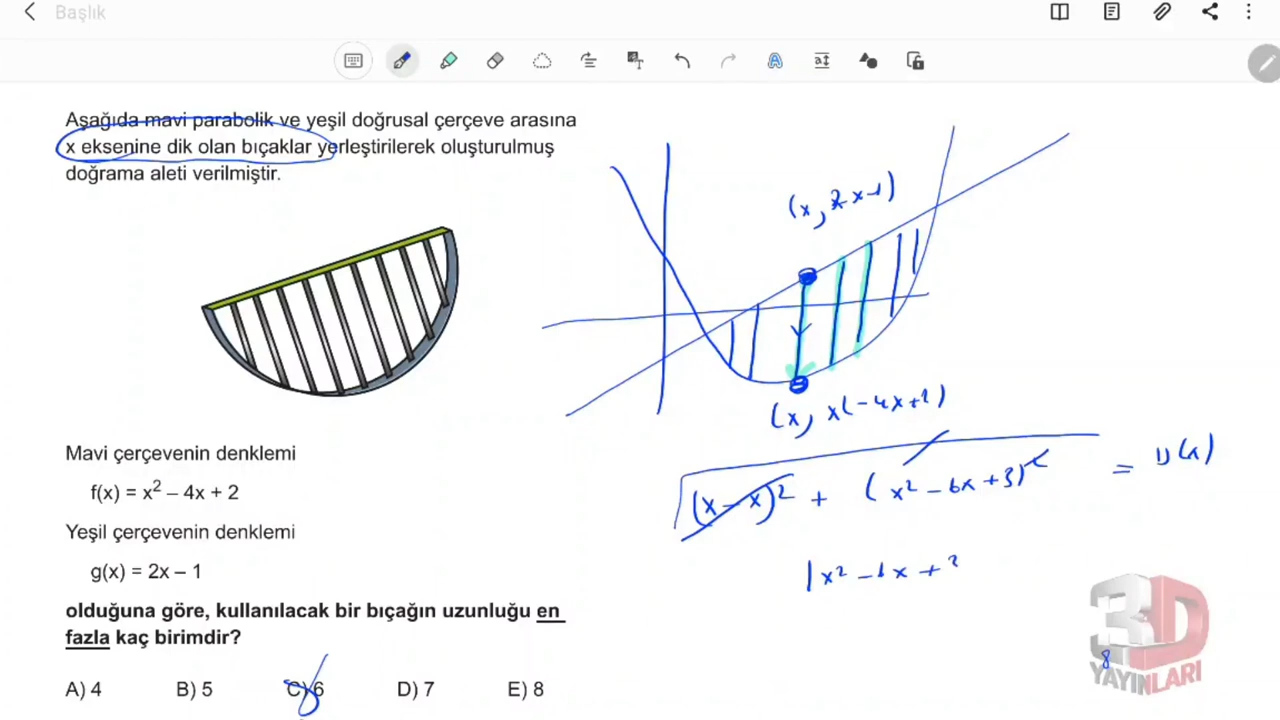 Başlık
Aşağıda mavi parabolik ve yeşil doğrusal çerçeve arasına
x eksenine dik olan bıçaklar yerleştirilerek oluşturulmuş
doğrama aleti verilmiştir.
(x, 2x-1)
(x, x(-4x+2)
Mavi çerçevenin denklemi
f(x) = x² – 4x + 2
Yeşil çerçevenin denklemi
g(x) = 2x – 1
(x - x)² + (x² - 6x + 3)² = u(x)
|x² - 6x +
olduğuna göre, kullanılacak bir bıçağın uzunluğu en
fazla kaç birimdir?
A) 4 B) 5 C) 6 D) 7 E) 8
3D
8
YAYINLARI